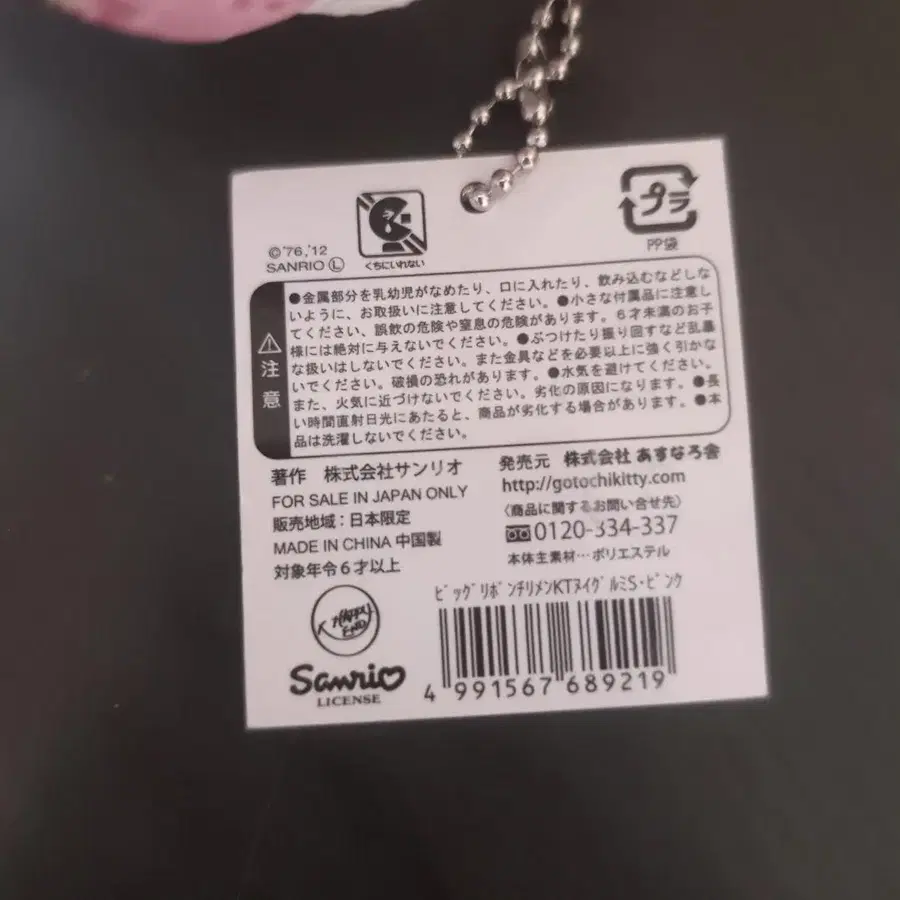 ©'76,'12
SANRIO Ⓛ
くちにいれない
プラ
PP袋
注意
●金属部分を乳幼児がなめたり、口に入れたり、飲み込むなどしな
いように、お取扱いに注意してください。●小さな付属品に注意し
てください、誤飲の危険や窒息の危険があります。6才未満のお子
様には絶対に与えないでください。●ぶつけたり振り回すなど乱暴
な扱いはしないでください。また金具などを必要以上に強く引かな
いでください。破損の恐れがあります。●水気を避けてください。
また、火気に近づけないでください。劣化の原因になります。●長
い時間直射日光にあたると、商品が劣化する場合があります。●本
品は洗濯しないでください。
著作 株式会社サンリオ
FOR SALE IN JAPAN ONLY
販売地域:日本限定
MADE IN CHINA 中国製
対象年令6才以上
発売元 株式会社 あすなろ舎
http://gotochikitty.com
〈商品に関するお問い合せ先〉
0120-334-337
本体主素材…ポリエステル
ﾋﾞｯｸﾞﾘﾎﾞﾝﾁﾘﾒﾝKTﾇｲｸﾞﾙﾐS・ﾋﾟﾝｸ
HAPPY
END
Sanrio
LICENSE
4 991567 689219